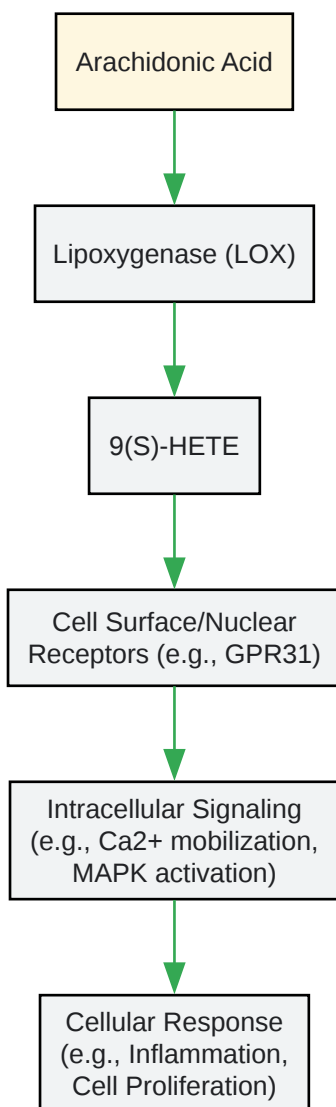 Arachidonic Acid
Lipoxygenase (LOX)
9(S)-HETE
Cell Surface/Nuclear
Receptors (e.g., GPR31)
Intracellular Signaling
(e.g., Ca2+ mobilization,
MAPK activation)
Cellular Response
(e.g., Inflammation,
Cell Proliferation)